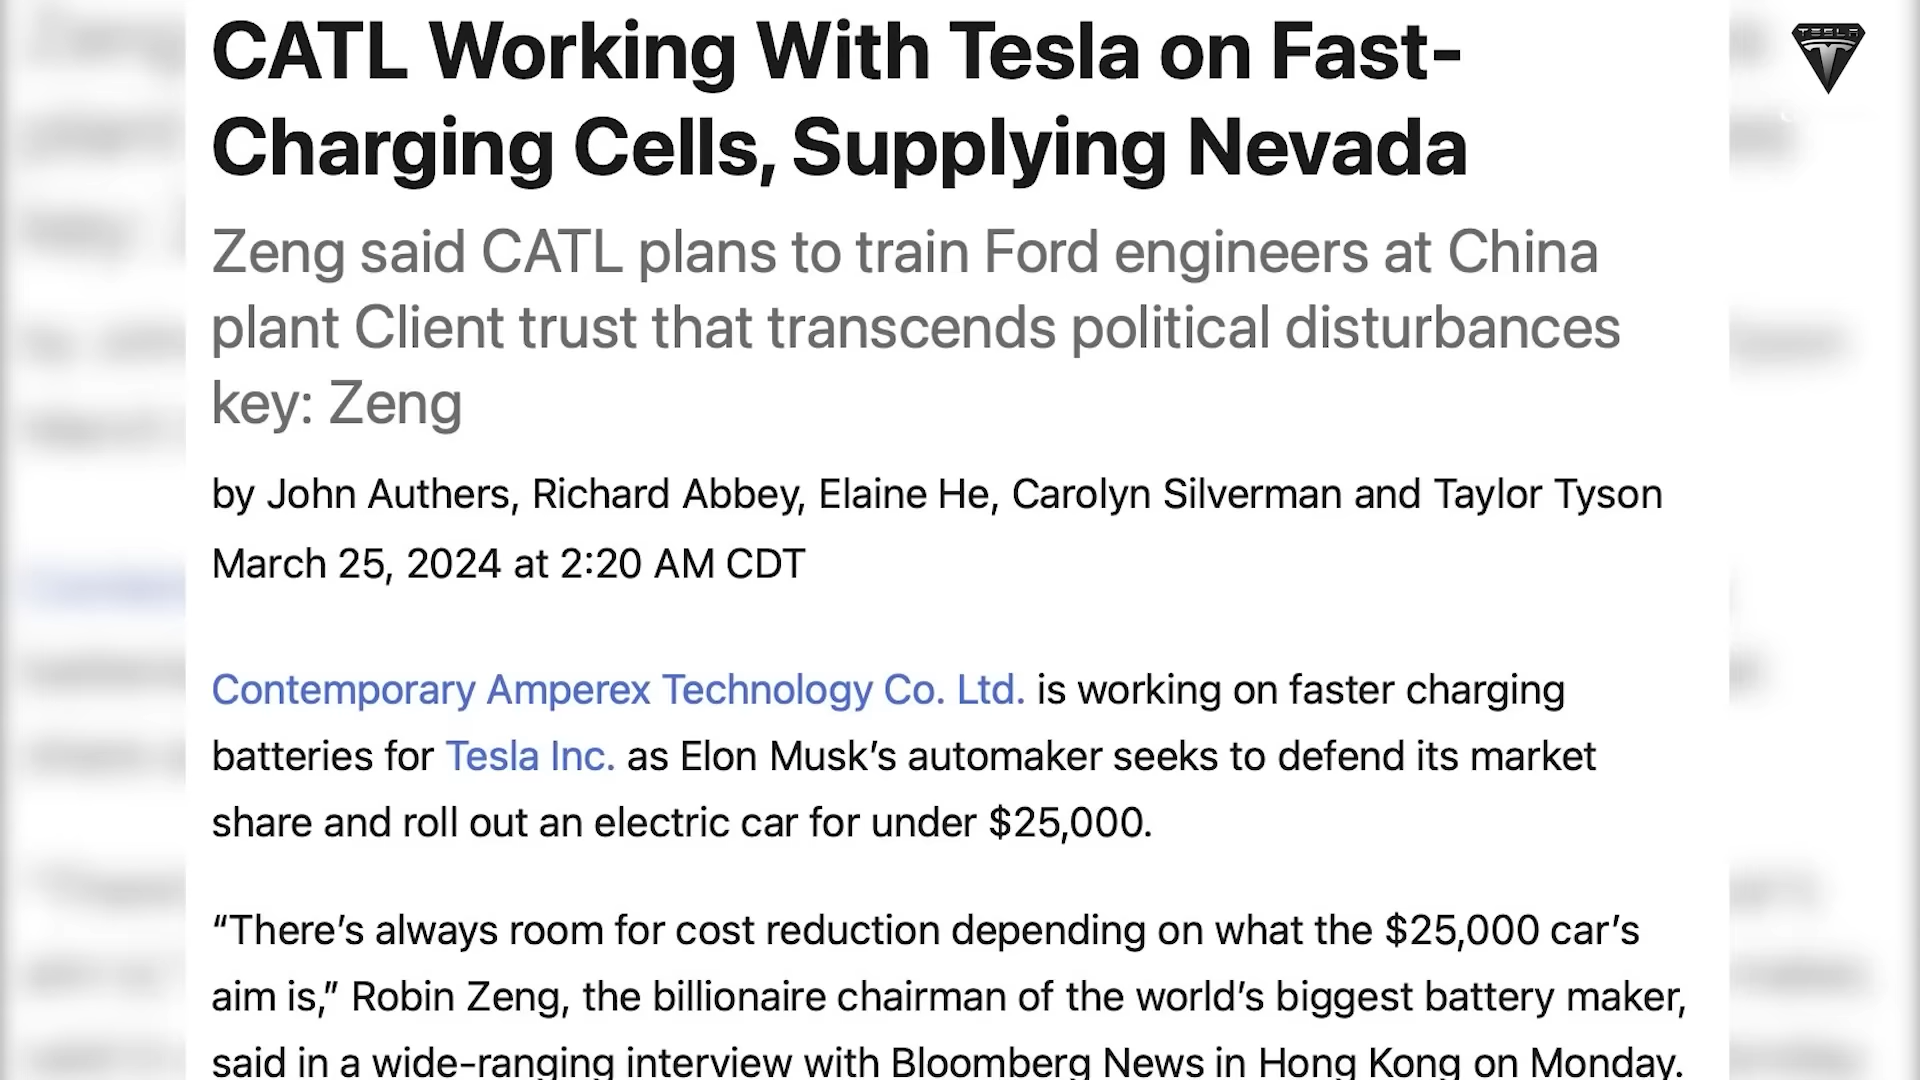 CATL Working With Tesla on Fast-
Charging Cells, Supplying Nevada
Zeng said CATL plans to train Ford engineers at China
plant Client trust that transcends political disturbances
key: Zeng
by John Authers, Richard Abbey, Elaine He, Carolyn Silverman and Taylor Tyson
March 25, 2024 at 2:20 AM CDT
Contemporary Amperex Technology Co. Ltd. is working on faster charging
batteries for Tesla Inc. as Elon Musk’s automaker seeks to defend its market
share and roll out an electric car for under $25,000.
“There’s always room for cost reduction depending on what the $25,000 car’s
aim is,” Robin Zeng, the billionaire chairman of the world’s biggest battery maker,
said in a wide-ranging interview with Bloomberg News in Hong Kong on Monday.
TESLA